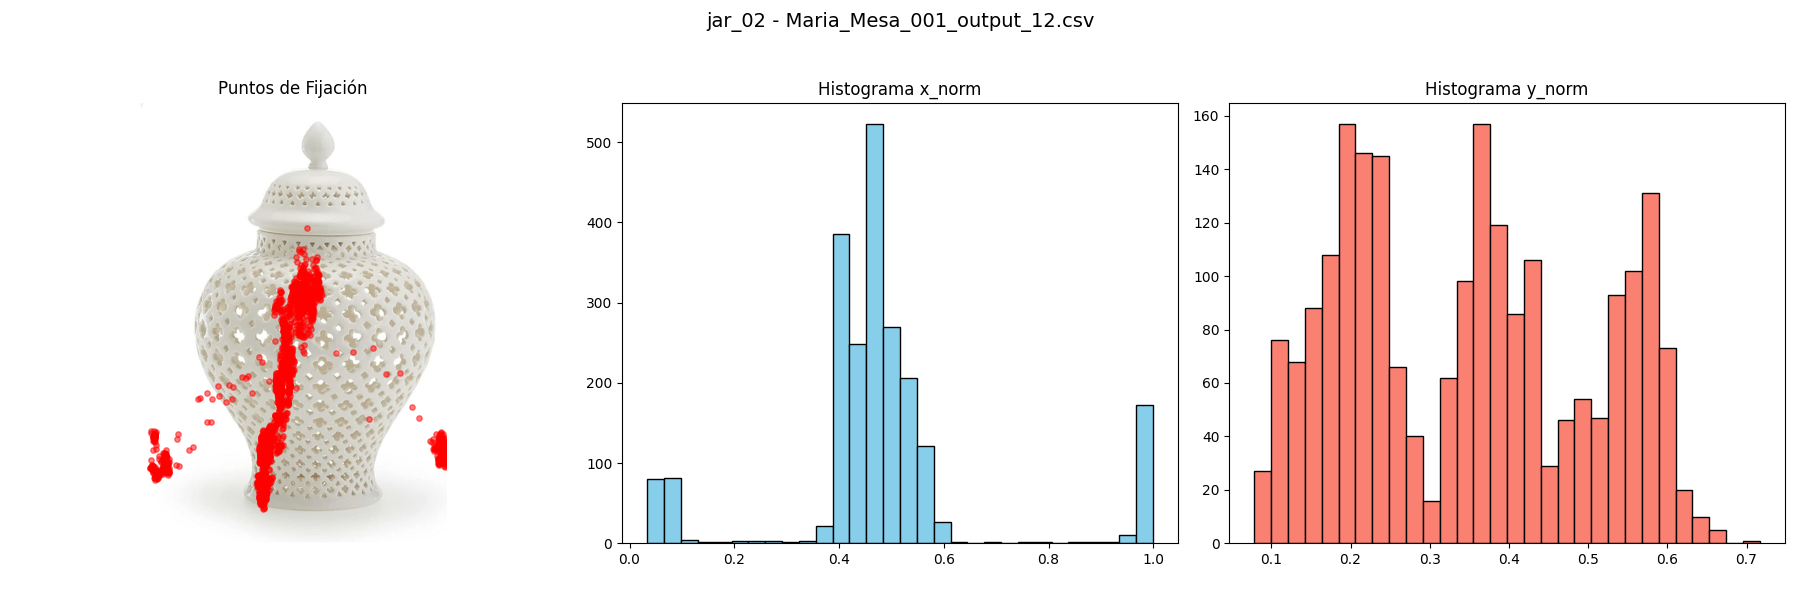 jar_02 - Maria_Mesa_001_output_12.csv
Puntos de Fijación
Histograma x_norm
500
400
300
200
100
0
0.0 0.2 0.4 0.6 0.8 1.0
Histograma y_norm
160
140
120
100
80
60
40
20
0
0.1 0.2 0.3 0.4 0.5 0.6 0.7